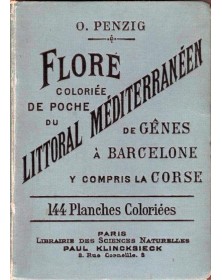 O. PENZIG
FLORE
COLORIÉE
DE POCHE
DU
LITTORAL MÉDITERRANÉEN
DE GÊNES
À BARCELONE
Y COMPRIS LA CORSE
144 Planches Coloriées
PARIS
LIBRAIRIE DES SCIENCES NATURELLES
PAUL KLINCKSIECK
3, Rue Corneille, 3